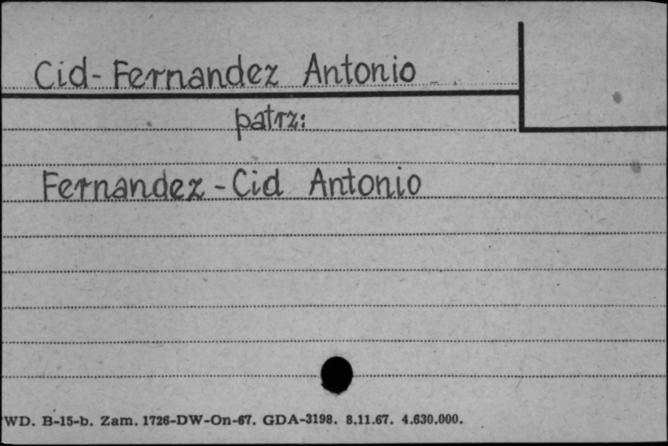 Cid-Fernandez Antonio
patrz:
Fernandez-Cid Antonio
WD. B-15-b. Zam. 1726-DW-On-67. GDA-3198. 8.11.67. 4.630.000.